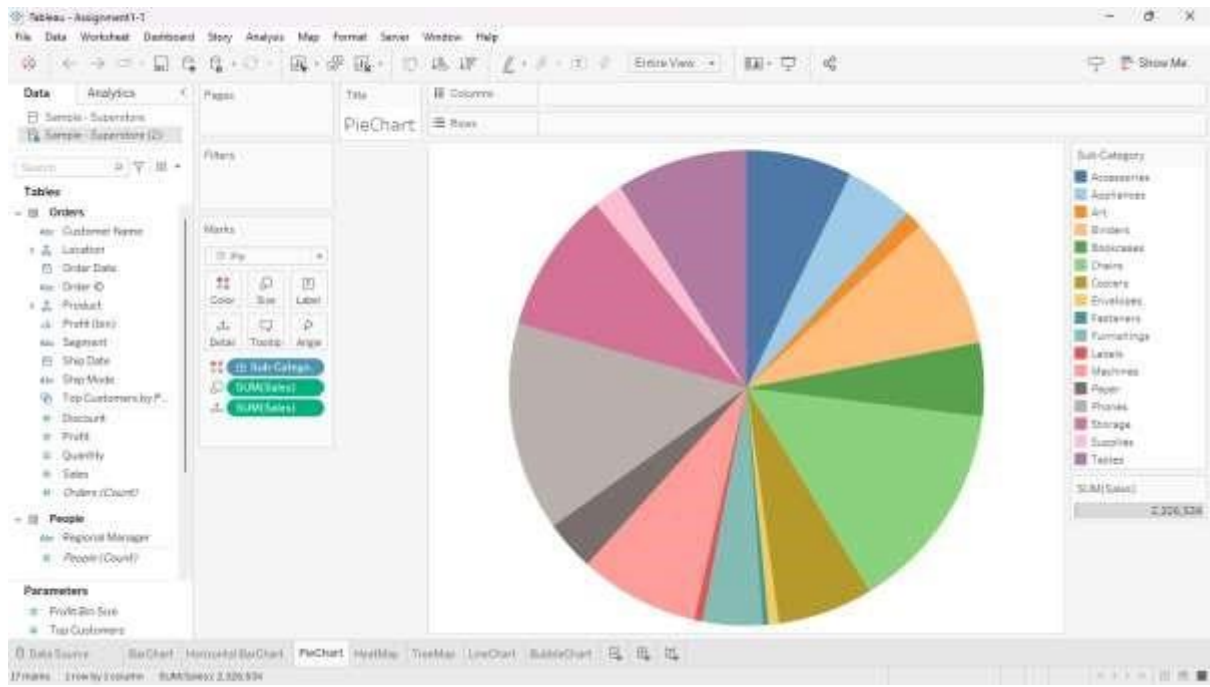 Tableau - Assignment1-1
File Data Worksheet Dashboard Story Analysis Map Format Server Window Help
Entire View
Show Me
Data Analytics
Pages
Title
Columns
PieChart
Rows
Sample - Superstore
Sample - Superstore (2)
Search
Filters
Tables
Orders
Customer Name
Location
Order Date
Order ID
Product
Profit (bin)
Segment
Ship Date
Ship Mode
Top Customers by P...
Discount
Profit
Quantity
Sales
Orders (Count)
People
Regional Manager
People (Count)
Parameters
Profit Bin Size
Top Customers
Marks
Pie
Color Size Label
Detail Tooltip Angle
Sub-Catego..
SUM(Sales)
SUM(Sales)
Sub-Category
Accessories
Appliances
Art
Binders
Bookcases
Chairs
Copiers
Envelopes
Fasteners
Furnishings
Labels
Machines
Paper
Phones
Storage
Supplies
Tables
SUM(Sales)
2,326,534
Data Source BarChart Horizontal BarChart PieChart HeatMap TreeMap LineChart BubbleChart
17 marks 1 row by 1 column SUM(Sales): 2,326,534